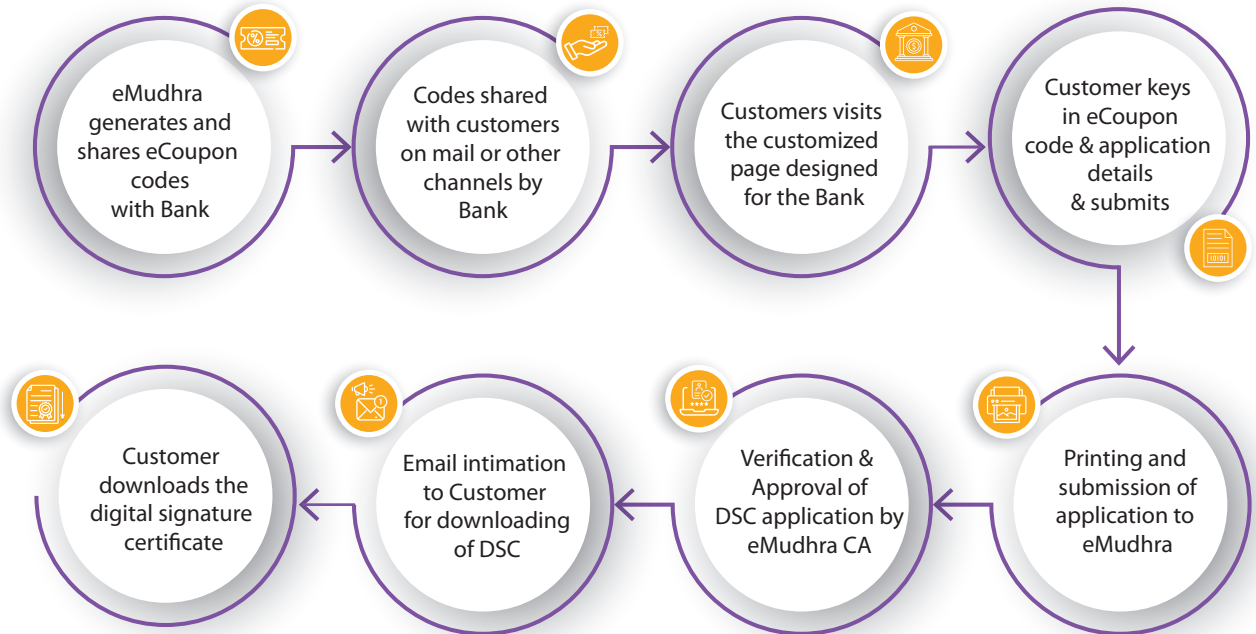 eMudhra
generates and
shares eCoupon
codes
with Bank
Codes shared
with customers
on mail or other
channels by
Bank
Customers visits
the customized
page designed
for the Bank
Customer keys
in eCoupon
code & application
details
& submits
Printing and
submission of
application to
eMudhra
Verification &
Approval of
DSC application by
eMudhra CA
Email intimation
to Customer
for downloading
of DSC
Customer
downloads the
digital signature
certificate